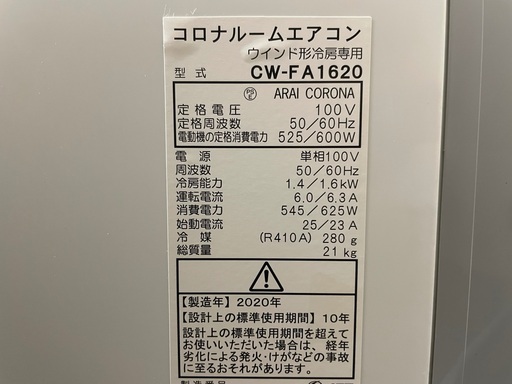 コロナルームエアコン
ウインド形冷房専用
型式 CW-FA1620
ARAI CORONA
定格電圧 100V
定格周波数 50/60Hz
電動機の定格消費電力 525/600W
電源 単相100V
周波数 50/60Hz
冷房能力 1.4/1.6kW
運転電流 6.0/6.3A
消費電力 545/625W
始動電流 25/23A
冷媒 (R410A) 280g
総質量 21kg
【製造年】2020年
【設計上の標準使用期間】10年
設計上の標準使用期間を超えて
お使いいただいた場合は、経年
劣化による発火・けがなどの事故
に至るおそれがあります。
製造番号